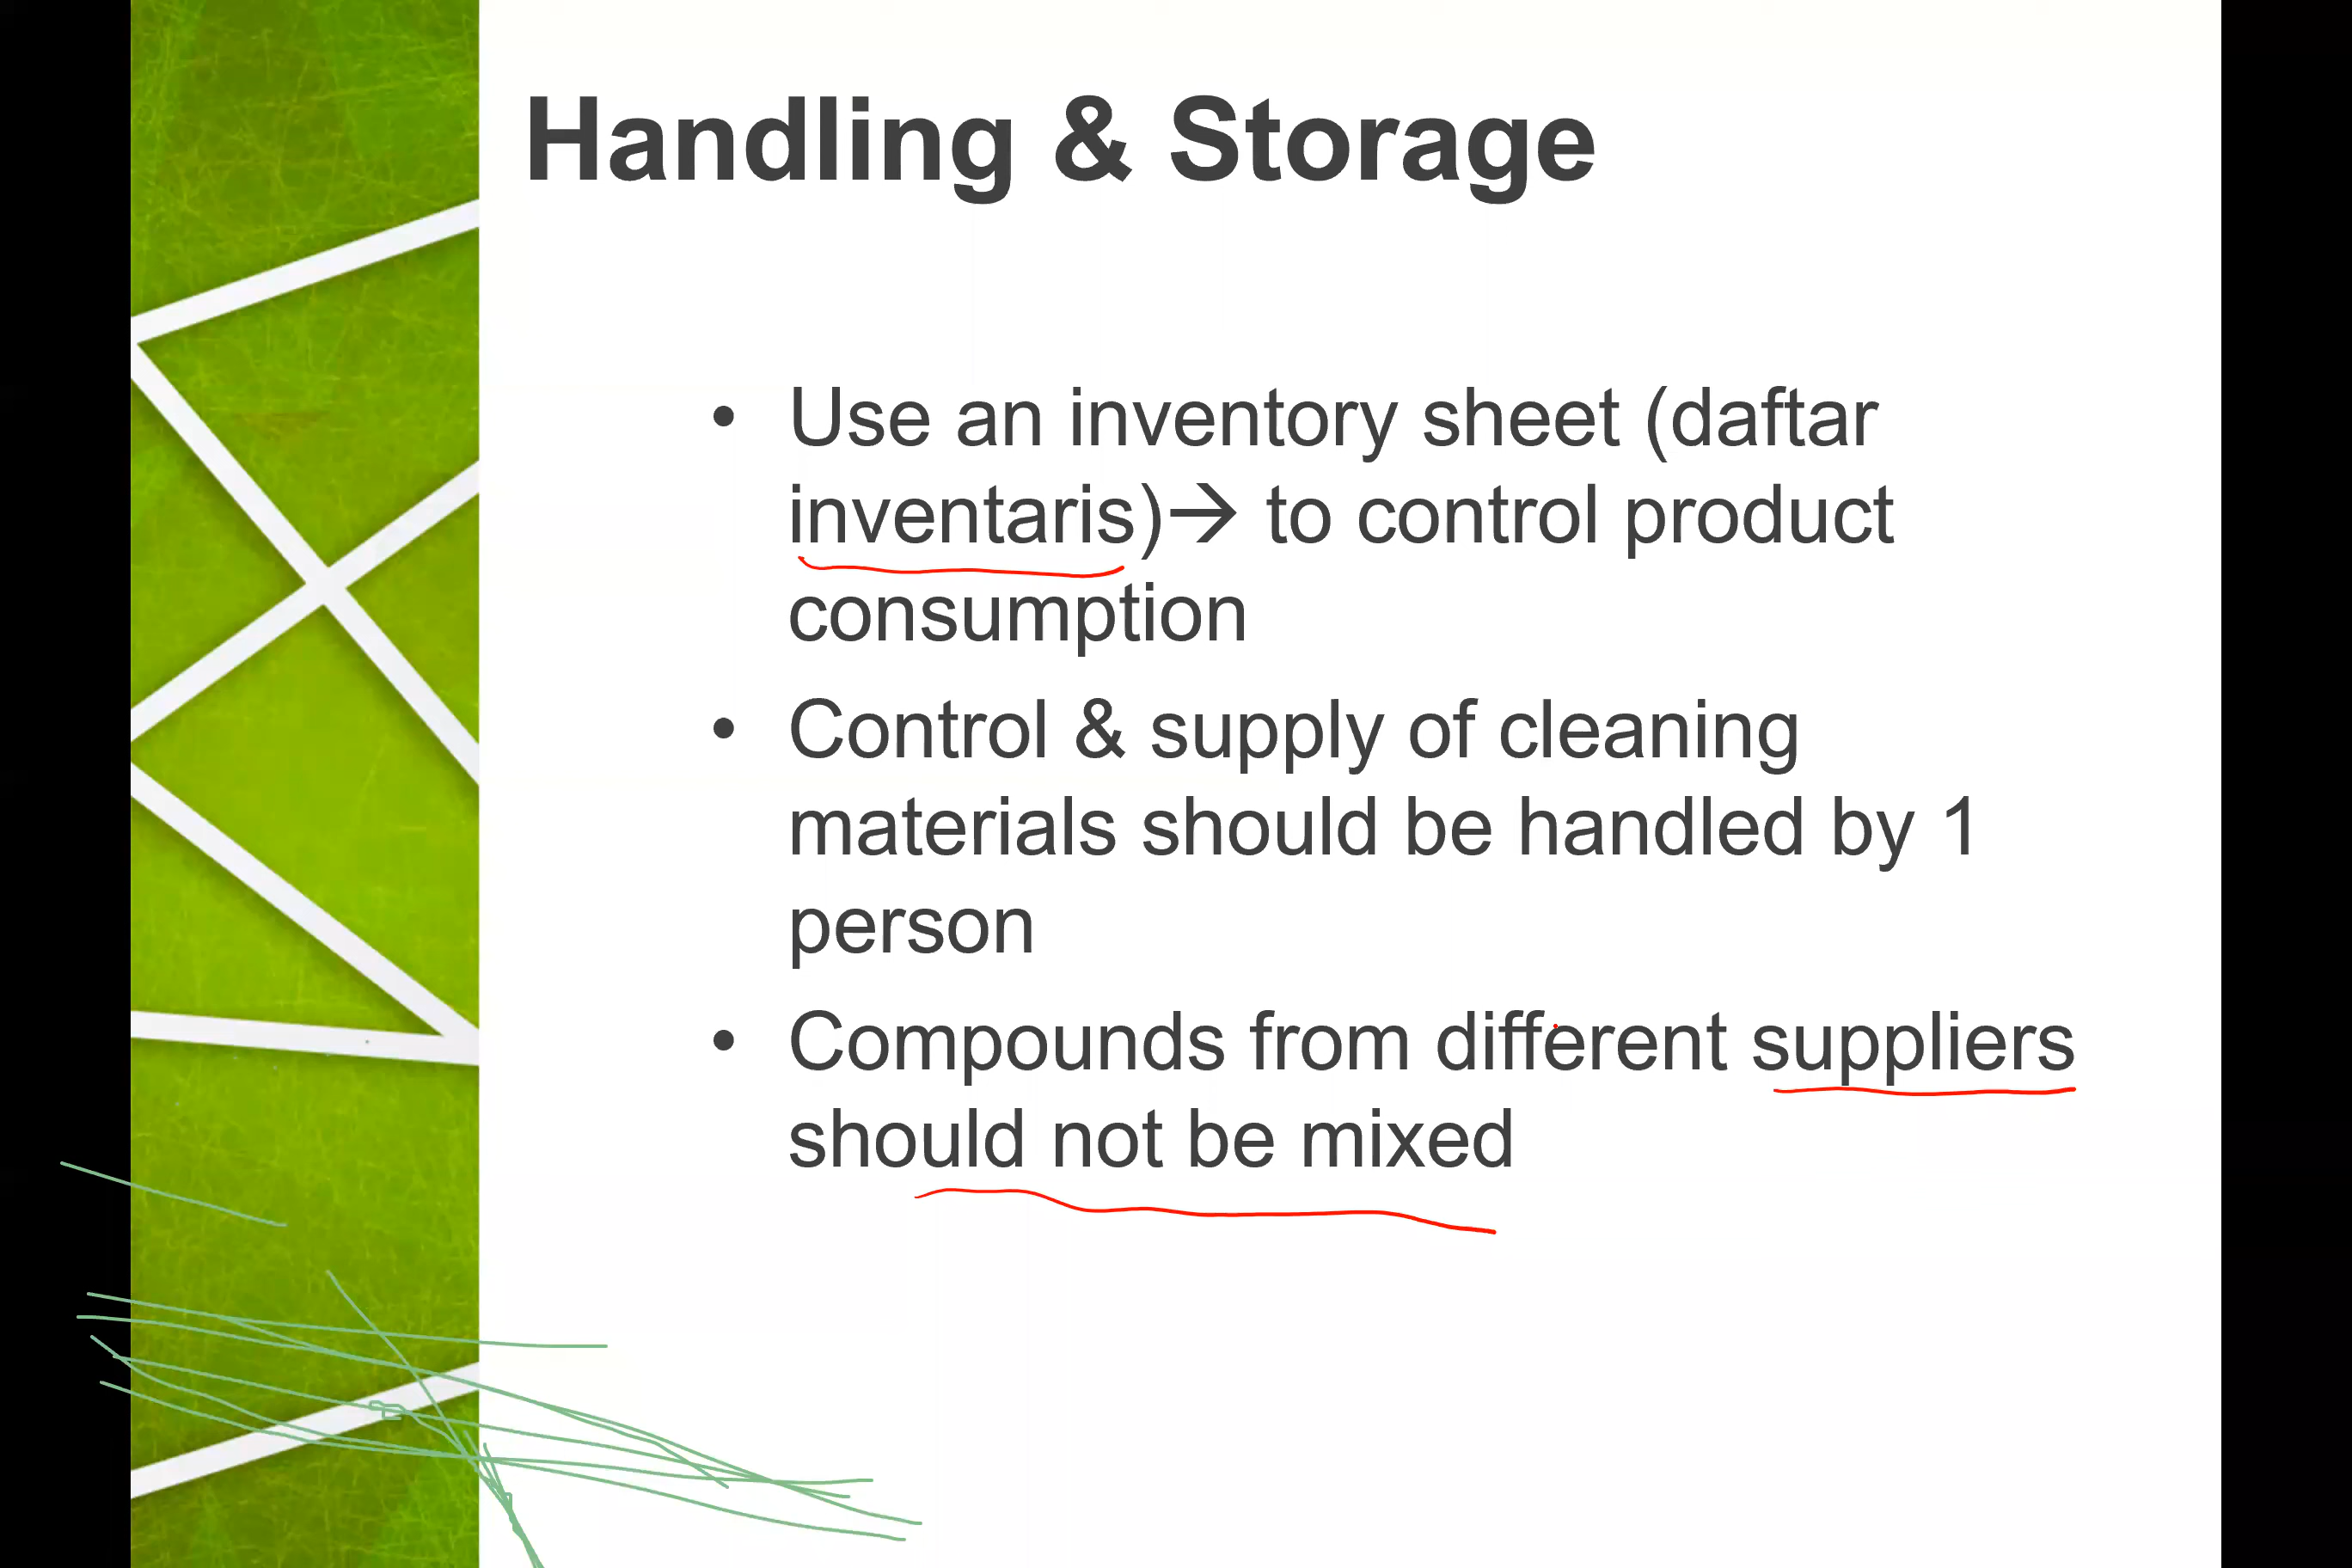 Handling & Storage
• Use an inventory sheet (daftar
inventaris)→ to control product
consumption
• Control & supply of cleaning
materials should be handled by 1
person
• Compounds from different suppliers
should not be mixed